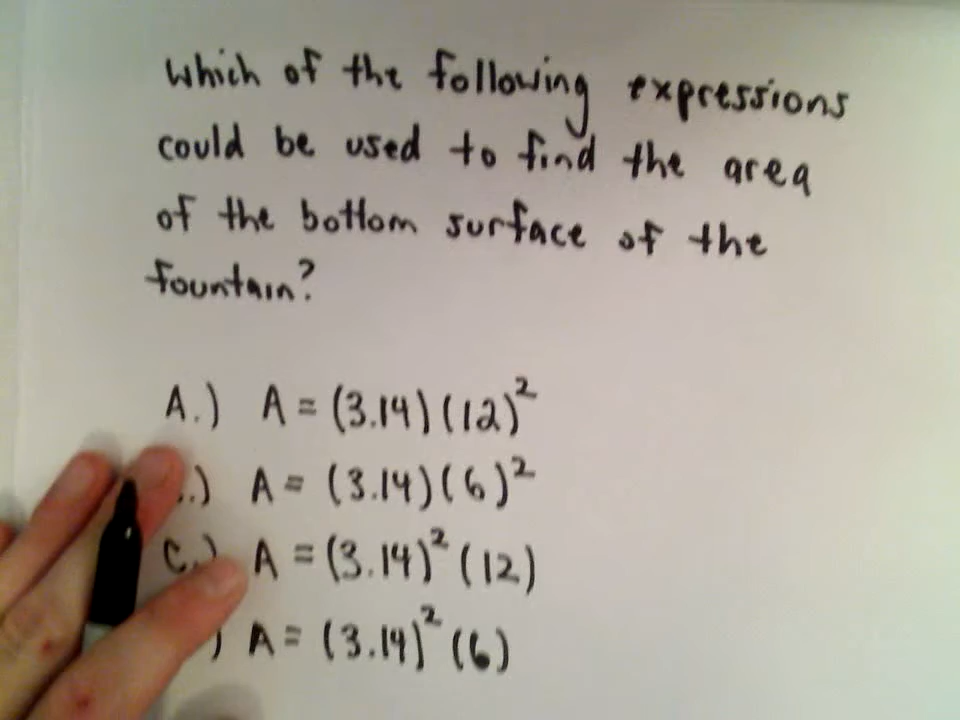 which of the following expressions
could be used to find the area
of the bottom surface of the
fountain?
A.) A = (3.14)(12)²
.) A = (3.14)(6)²
C.) A = (3.14)²(12)
) A = (3.14)²(6)